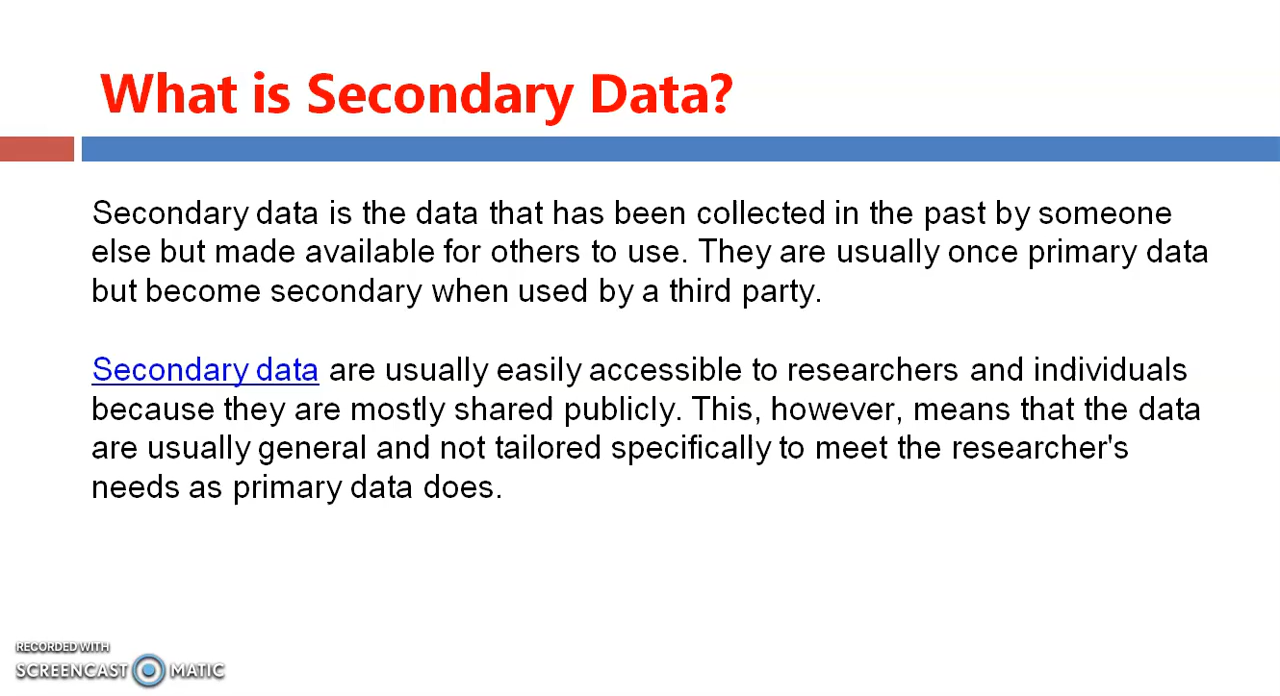 What is Secondary Data?
Secondary data is the data that has been collected in the past by someone
else but made available for others to use. They are usually once primary data
but become secondary when used by a third party.
Secondary data are usually easily accessible to researchers and individuals
because they are mostly shared publicly. This, however, means that the data
are usually general and not tailored specifically to meet the researcher's
needs as primary data does.
RECORDED WITH
SCREENCAST MATIC